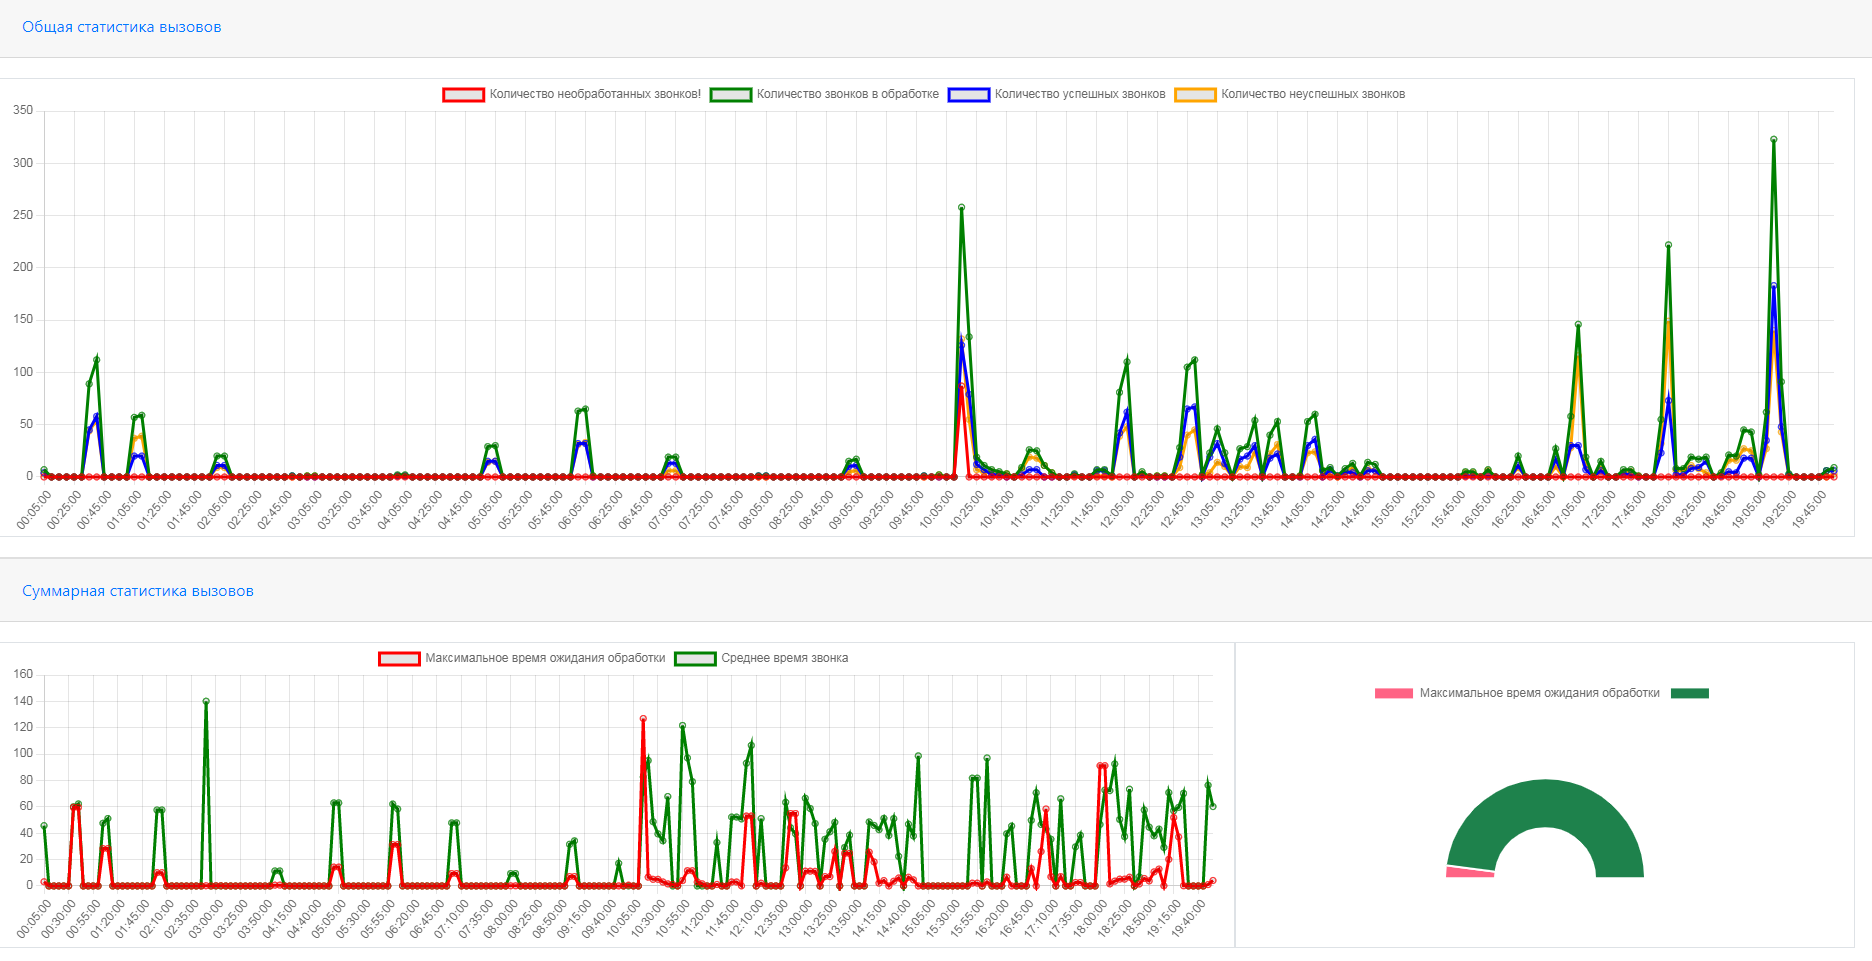 Общая статистика вызовов
Количество необработанных звонков! Количество звонков в обработке Количество успешных звонков Количество неуспешных звонков
350
300
250
200
150
100
50
0
00:05:00 00:25:00 00:45:00 01:05:00 01:25:00 01:45:00 02:05:00 02:25:00 02:45:00 03:05:00 03:25:00 03:45:00 04:05:00 04:25:00 04:45:00 05:05:00 05:25:00 05:45:00 06:05:00 06:25:00 06:45:00 07:05:00 07:25:00 07:45:00 08:05:00 08:25:00 08:45:00 09:05:00 09:25:00 09:45:00 10:05:00 10:25:00 10:45:00 11:05:00 11:25:00 11:45:00 12:05:00 12:25:00 12:45:00 13:05:00 13:25:00 13:45:00 14:05:00 14:25:00 14:45:00 15:05:00 15:25:00 15:45:00 16:05:00 16:25:00 16:45:00 17:05:00 17:25:00 17:45:00 18:05:00 18:25:00 18:45:00 19:05:00 19:25:00 19:45:00
Суммарная статистика вызовов
Максимальное время ожидания обработки Среднее время звонка
160
140
120
100
80
60
40
20
0
00:05:00 00:30:00 00:55:00 01:20:00 01:45:00 02:10:00 02:35:00 03:00:00 03:25:00 03:50:00 04:15:00 04:40:00 05:05:00 05:30:00 05:55:00 06:20:00 06:45:00 07:10:00 07:35:00 08:00:00 08:25:00 08:50:00 09:15:00 09:40:00 10:05:00 10:30:00 10:55:00 11:20:00 11:45:00 12:10:00 12:35:00 13:00:00 13:25:00 13:50:00 14:15:00 14:40:00 15:05:00 15:30:00 15:55:00 16:20:00 16:45:00 17:10:00 17:35:00 18:00:00 18:25:00 18:50:00 19:15:00 19:40:00
Максимальное время ожидания обработки